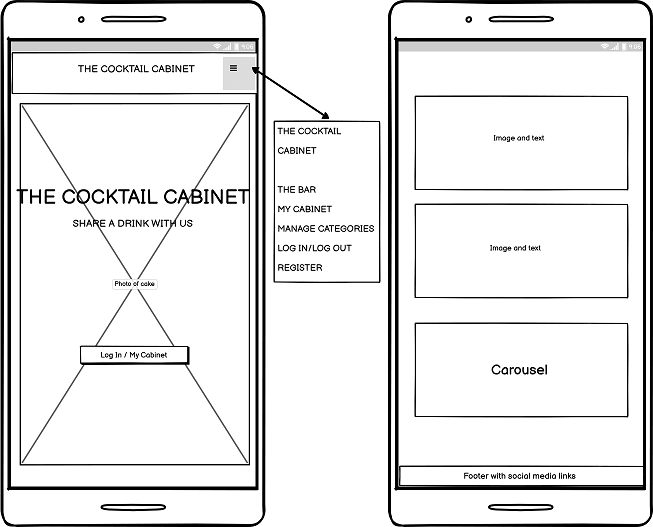 9:06
THE COCKTAIL CABINET
THE COCKTAIL CABINET
SHARE A DRINK WITH US
Photo of cake
Log In / My Cabinet
THE COCKTAIL
CABINET
THE BAR
MY CABINET
MANAGE CATEGORIES
LOG IN/LOG OUT
REGISTER
9:06
Image and text
Image and text
Carousel
Footer with social media links